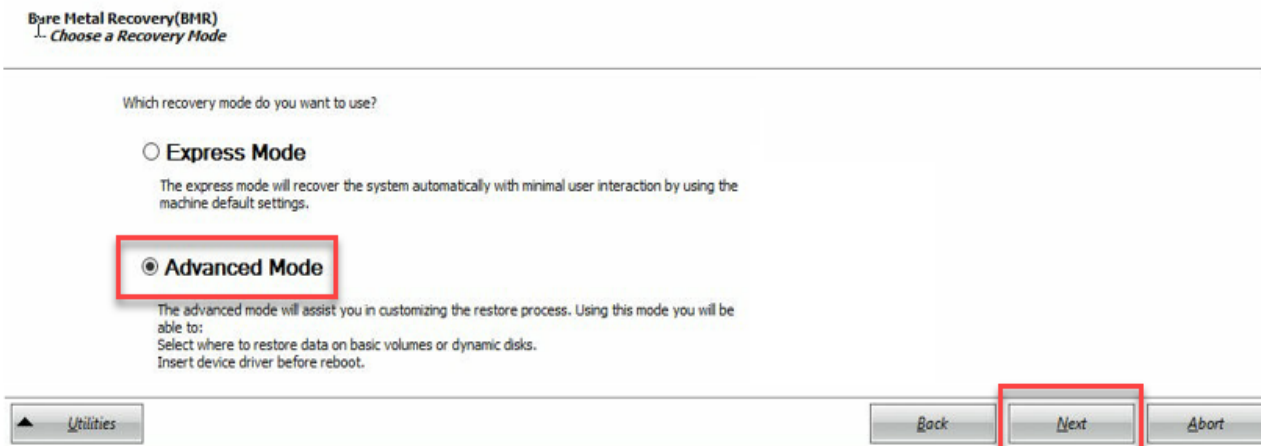 Bare Metal Recovery(BMR)
Choose a Recovery Mode
Which recovery mode do you want to use?
Express Mode
The express mode will recover the system automatically with minimal user interaction by using the
machine default settings.
Advanced Mode
The advanced mode will assist you in customizing the restore process. Using this mode you will be
able to:
Select where to restore data on basic volumes or dynamic disks.
Insert device driver before reboot.
Utilities Back Next Abort